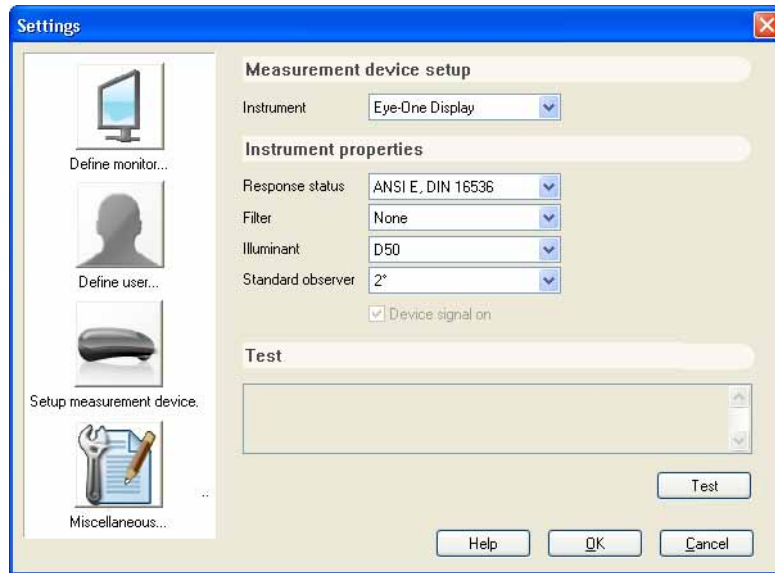 Settings
Define monitor...
Define user...
Setup measurement device.
..
Miscellaneous...
Measurement device setup
Instrument Eye-One Display
Instrument properties
Response status ANSI E, DIN 16536
Filter None
Illuminant D50
Standard observer 2°
Device signal on
Test
Test
Help OK Cancel